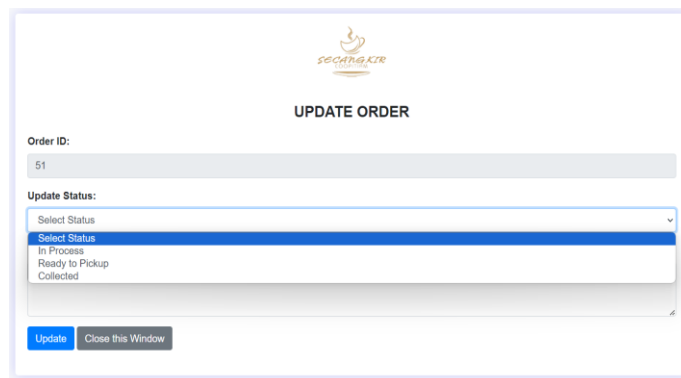 SECANGKIR
UPDATE ORDER
Order ID:
51
Update Status:
Select Status
Select Status
In Process
Ready to Pickup
Collected
Update Close this Window